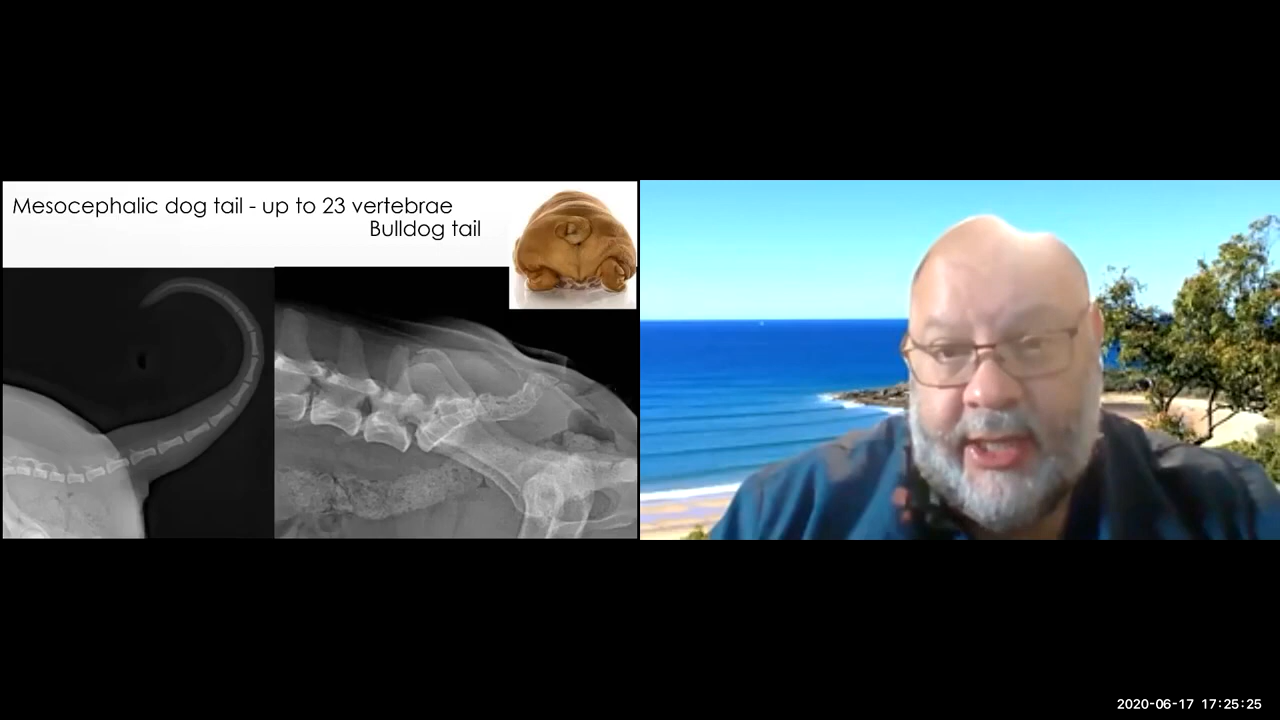 Mesocephalic dog tail - up to 23 vertebrae
Bulldog tail
2020-06-17 17:25:25